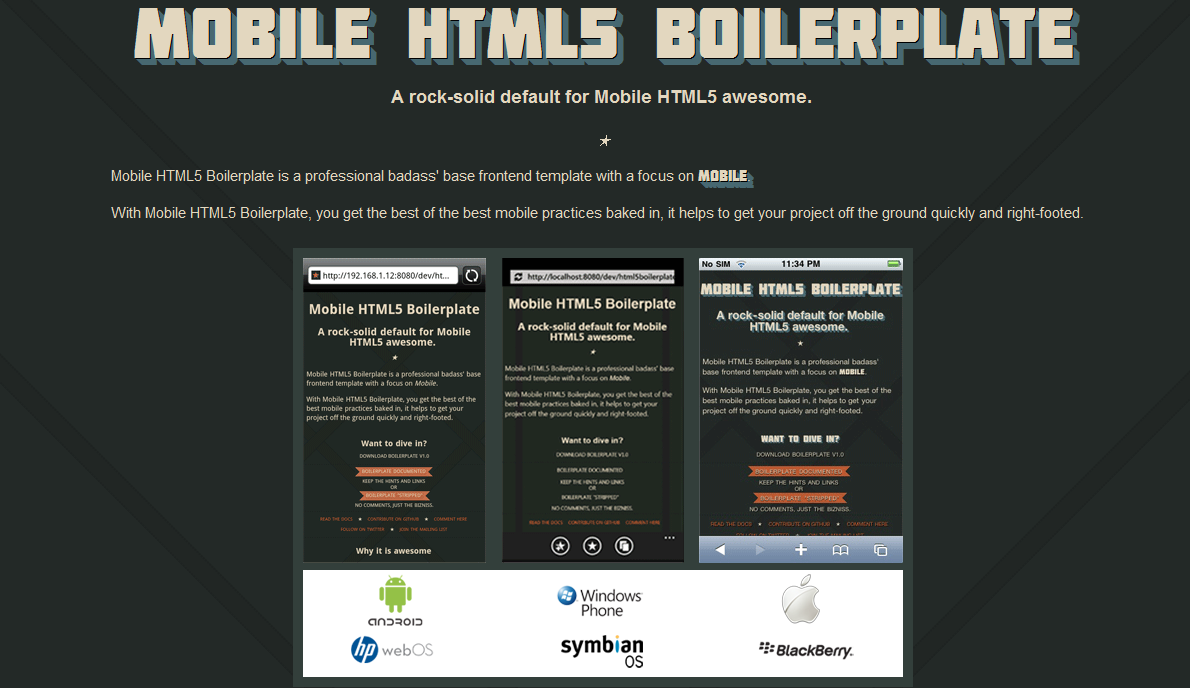 MOBILE HTML5 BOILERPLATE
A rock-solid default for Mobile HTML5 awesome.
Mobile HTML5 Boilerplate is a professional badass' base frontend template with a focus on MOBILE.
With Mobile HTML5 Boilerplate, you get the best of the best mobile practices baked in, it helps to get your project off the ground quickly and right-footed.
http://192.168.1.12:8080/dev/ht...
Mobile HTML5 Boilerplate
A rock-solid default for Mobile
HTML5 awesome.
Mobile HTML5 Boilerplate is a professional badass' base
frontend template with a focus on Mobile.
With Mobile HTML5 Boilerplate, you get the best of the
best mobile practices baked in, it helps to get your
project off the ground quickly and right-footed.
Want to dive in?
DOWNLOAD BOILERPLATE V1.0
BOILERPLATE DOCUMENTED
KEEP THE HINTS AND LINKS
OR
BOILERPLATE "STRIPPED"
NO COMMENTS, JUST THE BIZNISS.
READ THE DOCS ★ CONTRIBUTE ON GITHUB ★ COMMENT HERE
FOLLOW ON TWITTER ★ JOIN THE MAILING LIST
Why it is awesome
http://localhost:8080/dev/html5boilerplate
Mobile HTML5 Boilerplate
A rock-solid default for Mobile
HTML5 awesome.
Mobile HTML5 Boilerplate is a professional badass' base
frontend template with a focus on Mobile.
With Mobile HTML5 Boilerplate, you get the best of the
best mobile practices baked in, it helps to get your
project off the ground quickly and right-footed.
Want to dive in?
DOWNLOAD BOILERPLATE V1.0
BOILERPLATE DOCUMENTED
KEEP THE HINTS AND LINKS
OR
BOILERPLATE "STRIPPED"
NO COMMENTS, JUST THE BIZNISS.
READ THE DOCS CONTRIBUTE ON GITHUB COMMENT HERE
No SIM 11:34 PM
MOBILE HTML5 BOILERPLATE
A rock-solid default for Mobile
HTML5 awesome.
Mobile HTML5 Boilerplate is a professional badass'
base frontend template with a focus on MOBILE.
With Mobile HTML5 Boilerplate, you get the best of the
best mobile practices baked in, it helps to get your
project off the ground quickly and right-footed.
WANT TO DIVE IN?
DOWNLOAD BOILERPLATE V1.0
BOILERPLATE DOCUMENTED
KEEP THE HINTS AND LINKS
OR
BOILERPLATE "STRIPPED"
NO COMMENTS, JUST THE BIZNISS.
READ THE DOCS ★ CONTRIBUTE ON GITHUB ★ COMMENT HERE
FOLLOW ON TWITTER ★ JOIN THE MAILING LIST
android
Windows
Phone
hp webOS
symbian
OS
BlackBerry.